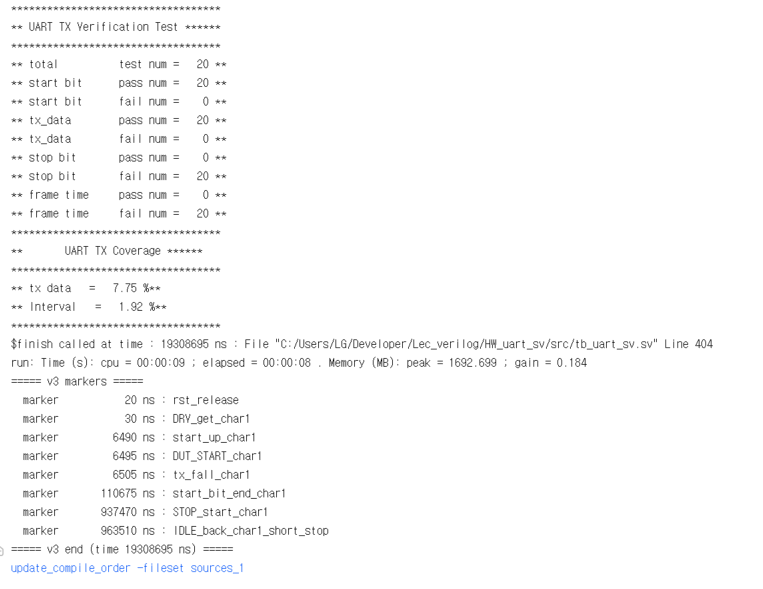 ***********************************
** UART TX Yerification Test ******
***********************************
** total          test num =   20 **
** start bit      pass num =   20 **
** start bit      fail num =    0 **
** tx_data        pass num =   20 **
** tx_data        fail num =    0 **
** stop bit       pass num =    0 **
** stop bit       fail num =   20 **
** frame time     pass num =    0 **
** frame time     fail num =   20 **
***********************************
**       UART TX Coverage ******
***********************************
** tx data   =   7.75 %**
** Interval   =   1.92 %**
***********************************
$finish called at time : 19308695 ns : File "C:/Users/LG/Developer/Lec_verilog/HW_uart_sv/src/tb_uart_sv.sv" Line 404
run: Time (s): cpu = 00:00:09 ; elapsed = 00:00:08 . Memory (MB): peak = 1692.699 ; gain = 0.184
===== v3 markers =====
  marker           20 ns : rst_release
  marker           30 ns : DRY_get_char1
  marker         6490 ns : start_up_char1
  marker         6495 ns : DUT_START_char1
  marker         6505 ns : tx_fall_char1
  marker       110675 ns : start_bit_end_char1
  marker       937470 ns : STOP_start_char1
  marker       963510 ns : IDLE_back_char1_short_stop
===== v3 end (time 19308695 ns) =====
update_compile_order -fileset sources_1